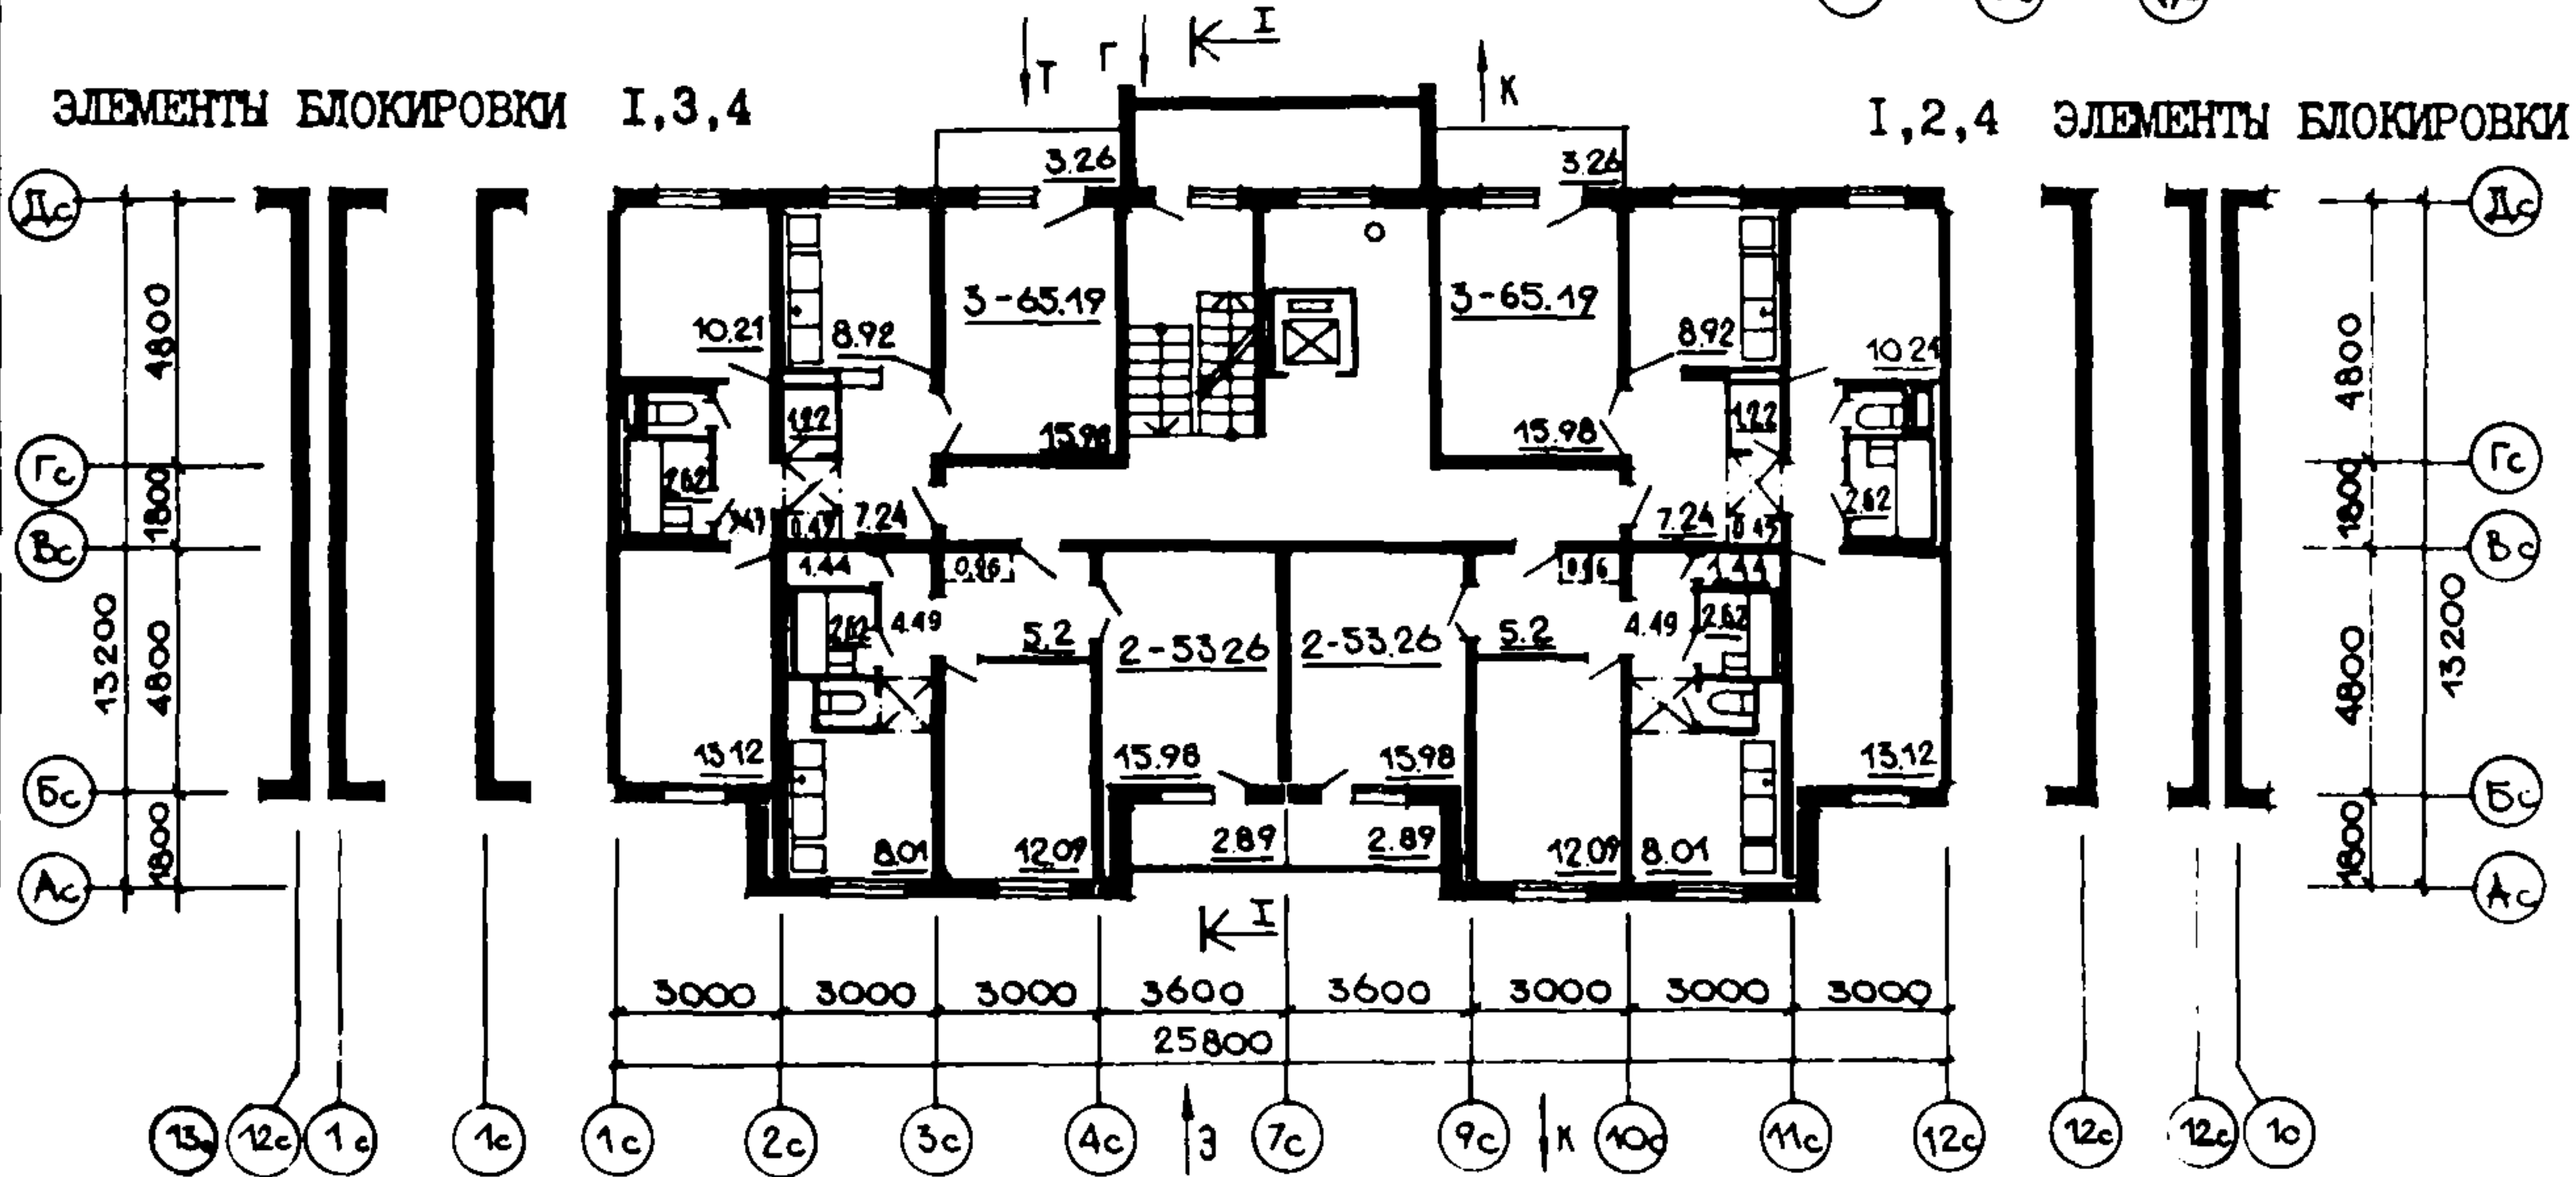 I
Т Г К
ЭЛЕМЕНТЫ БЛОКИРОВКИ I,3,4
I,2,4 ЭЛЕМЕНТЫ БЛОКИРОВКИ
3.26 3.26
Дс Дс
4800 3-65.19 3-65.19 4800
10.21 8.92 8.92 10.21
1.22 15.98 15.98 1.22
Гс Гс
1800 2.62 2.62 1800
0.43 7.24 7.24 0.43
Вс Вс
1.44 0.96 1.44
13200 4800 2.62 4.49 5.2 2-53.26 2-53.26 5.2 4.49 2.62 4800 13200
13.12 15.98 15.98 13.12
Бс Бс
1800 8.01 12.09 2.89 2.89 12.09 8.01 1800
Ас Ас
I
3000 3000 3000 3600 3600 3000 3000 3000
25800
12с 1с 1с 1с 2с 3с 4с З 7с 9с К 10с 11с 12с 12с 12с 1с